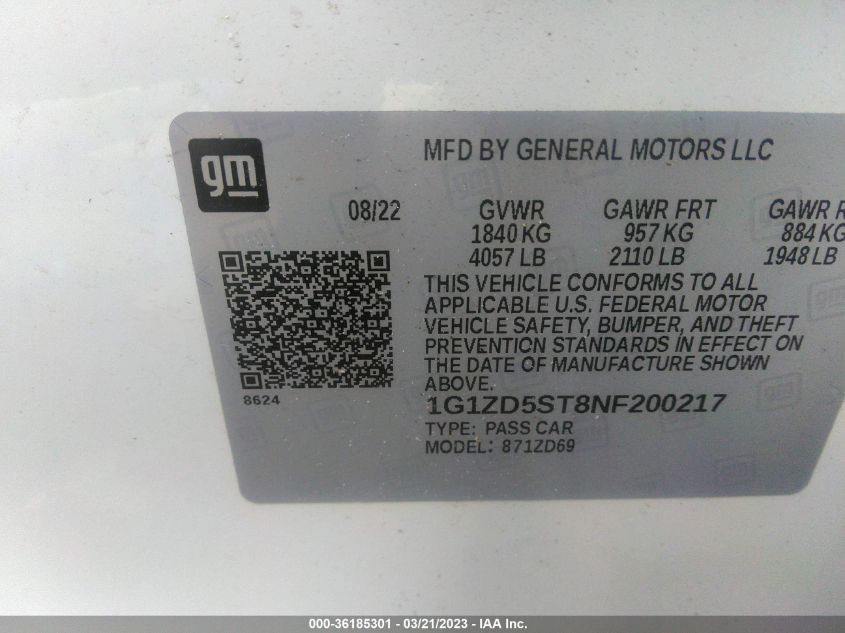 gm
MFD BY GENERAL MOTORS LLC
08/22 GVWR GAWR FRT GAWR
1840 KG 957 KG 884 KG
4057 LB 2110 LB 1948 LB
THIS VEHICLE CONFORMS TO ALL
APPLICABLE U.S. FEDERAL MOTOR
VEHICLE SAFETY, BUMPER, AND THEFT
PREVENTION STANDARDS IN EFFECT ON
THE DATE OF MANUFACTURE SHOWN
ABOVE.
8624
1G1ZD5ST8NF200217
TYPE: PASS CAR
MODEL: 871ZD69
000-36185301 - 03/21/2023 - IAA Inc.